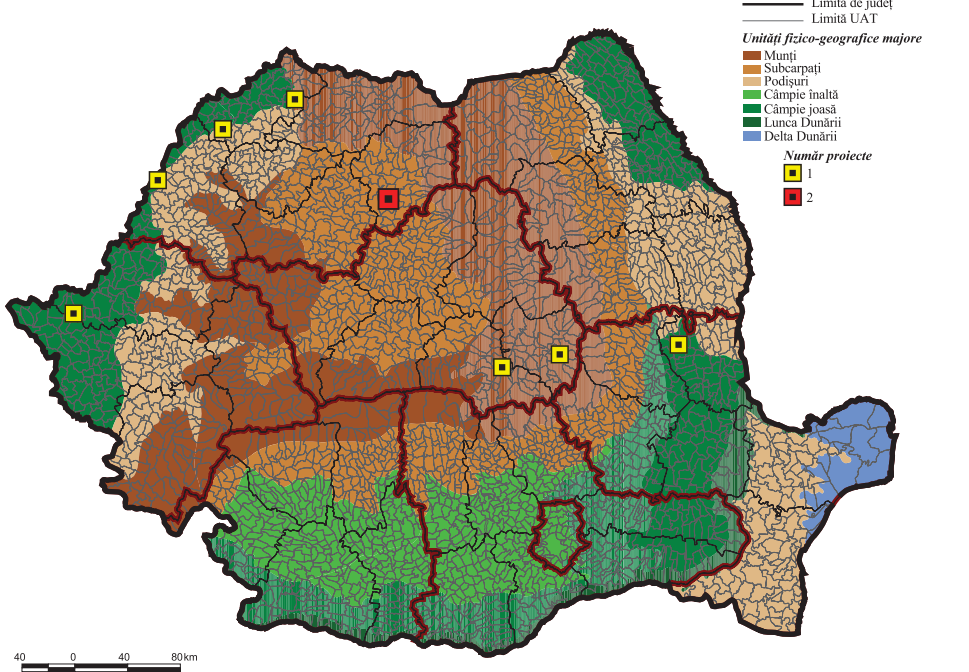 Limită de județ
Limită UAT
Unități fizico-geografice majore
Munți
Subcarpați
Podișuri
Câmpie înaltă
Câmpie joasă
Lunca Dunării
Delta Dunării
Număr proiecte
1
2
40 0 40 80 km